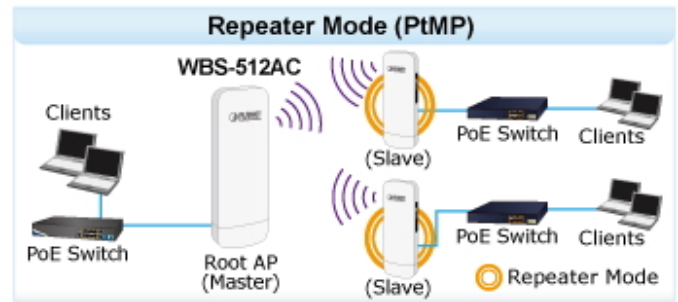 Repeater Mode (PtMP)
WBS-512AC
Clients
PoE Switch
Root AP
(Master)
(Slave)
PoE Switch
Clients
(Slave)
PoE Switch
Clients
Repeater Mode